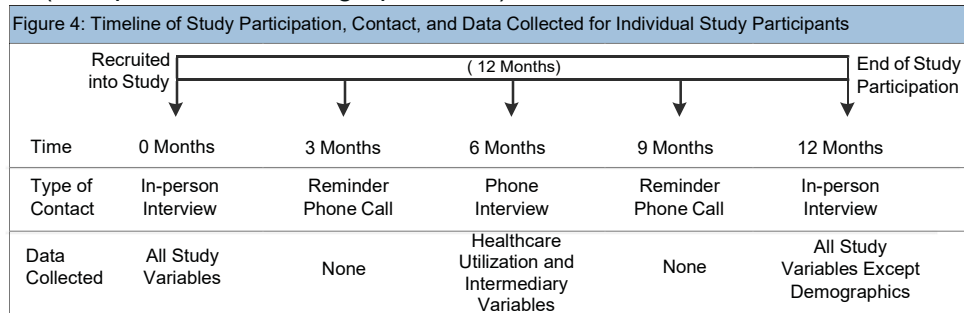 Figure 4: Timeline of Study Participation, Contact, and Data Collected for Individual Study Participants
Recruited
into Study
( 12 Months)
End of Study
Participation
Time 0 Months 3 Months 6 Months 9 Months 12 Months
Type of
Contact
In-person
Interview
Reminder
Phone Call
Phone
Interview
Reminder
Phone Call
In-person
Interview
Data
Collected
All Study
Variables
None
Healthcare
Utilization and
Intermediary
Variables
None
All Study
Variables Except
Demographics